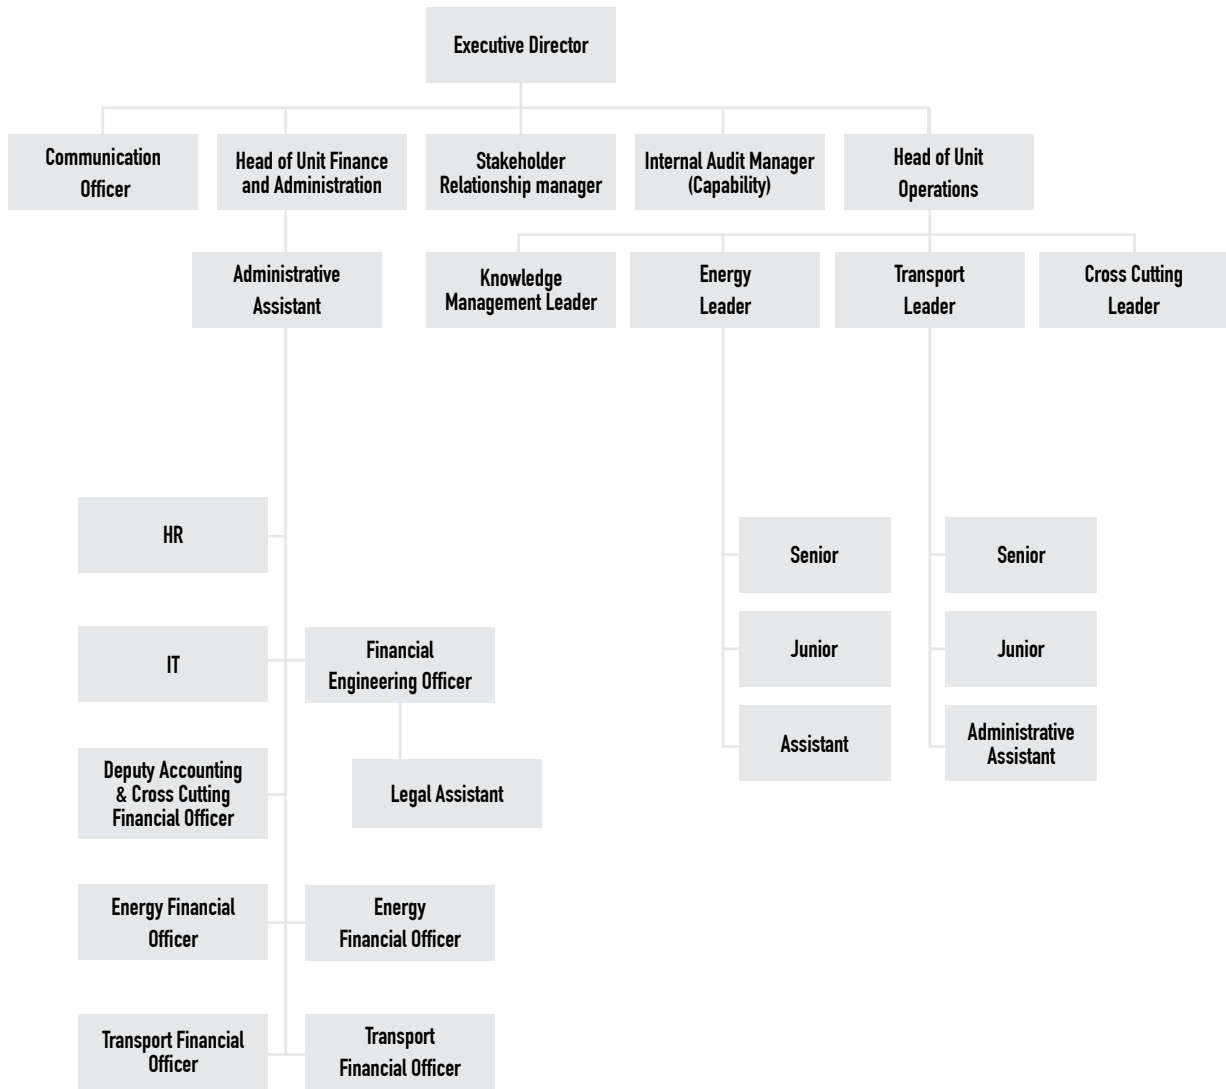 Executive Director
Communication
Officer
Head of Unit Finance
and Administration
Stakeholder
Relationship manager
Internal Audit Manager
(Capability)
Head of Unit
Operations
Administrative
Assistant
Knowledge
Management Leader
Energy
Leader
Transport
Leader
Cross Cutting
Leader
HR
IT
Financial
Engineering Officer
Legal Assistant
Deputy Accounting
& Cross Cutting
Financial Officer
Energy Financial
Officer
Energy
Financial Officer
Transport Financial
Officer
Transport
Financial Officer
Senior
Junior
Assistant
Senior
Junior
Administrative
Assistant